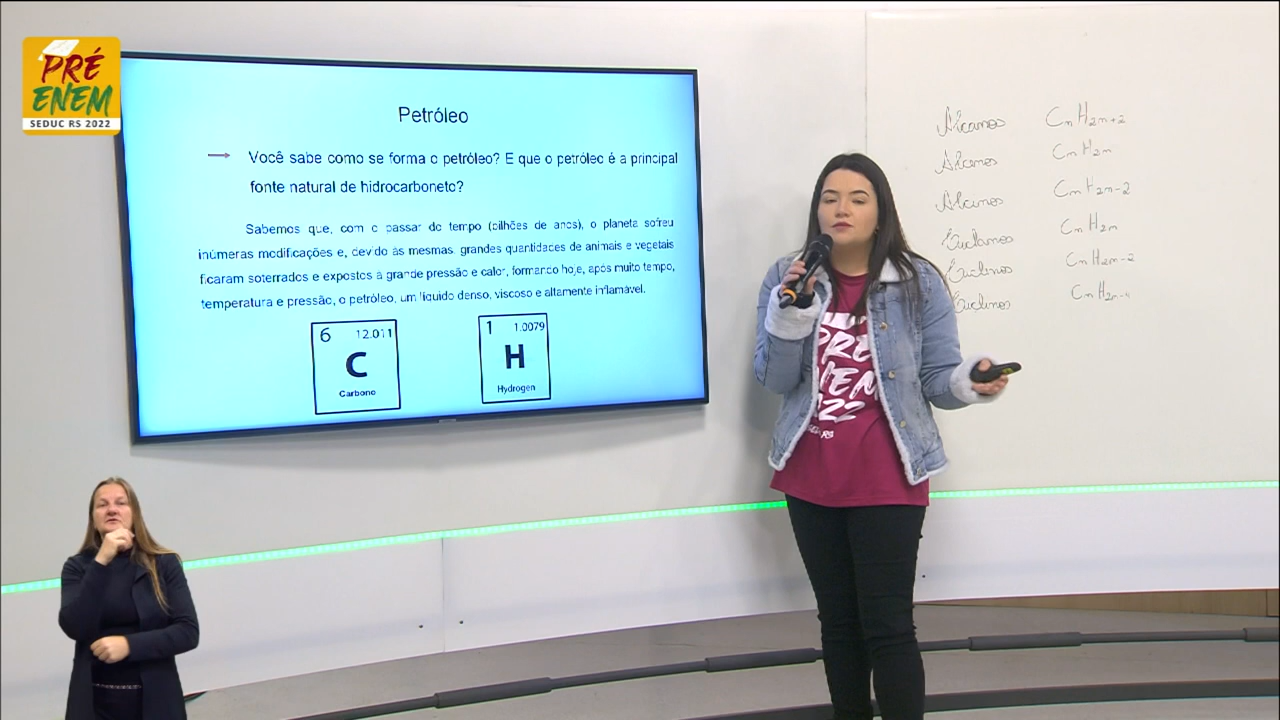 PRÉ
ENEM
SEDUC RS 2022
Petróleo
Você sabe como se forma o petróleo? E que o petróleo é a principal
fonte natural de hidrocarboneto?
Sabemos que, com o passar do tempo (bilhões de anos), o planeta sofreu
inúmeras modificações e, devido às mesmas, grandes quantidades de animais e vegetais
ficaram soterrados e expostos à grande pressão e calor, formando hoje, após muito tempo,
temperatura e pressão, o petróleo, um líquido denso, viscoso e altamente inflamável.
6 12.011
C
Carbono
1 1.0079
H
Hydrogen
Alcanos CnH2n+2
Alcenos CnH2n
Alcinos CnH2n-2
Ciclanos CnH2n
Ciclenos CnH2n-2
Ciclinos CnH2n-4
PRÉ
ENEM
2022